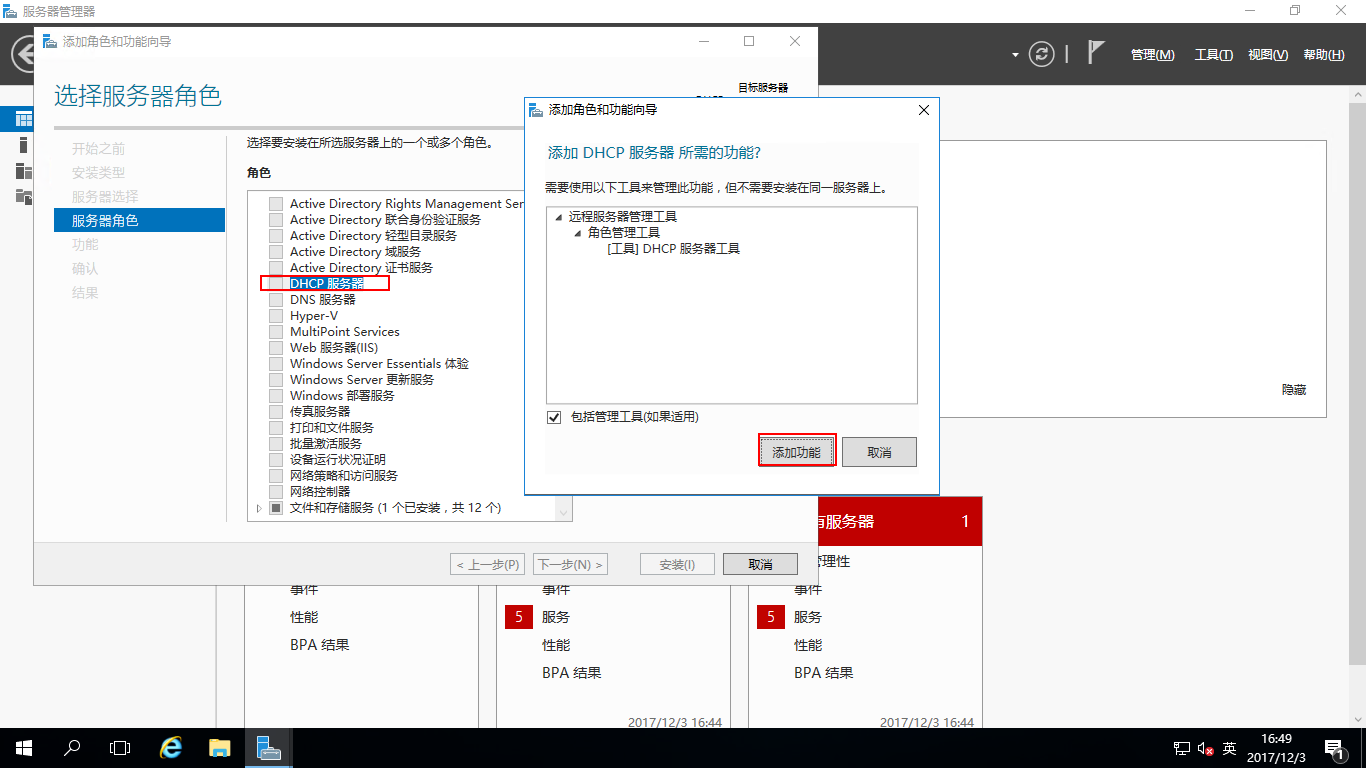 服务器管理器
管理(M) 工具(T) 视图(V) 帮助(H)
添加角色和功能向导
选择服务器角色
目标服务器
开始之前
安装类型
服务器选择
服务器角色
功能
确认
结果
选择要安装在所选服务器上的一个或多个角色。
角色
Active Directory Rights Management Ser
Active Directory 联合身份验证服务
Active Directory 轻型目录服务
Active Directory 域服务
Active Directory 证书服务
DHCP 服务器
DNS 服务器
Hyper-V
MultiPoint Services
Web 服务器(IIS)
Windows Server Essentials 体验
Windows Server 更新服务
Windows 部署服务
传真服务器
打印和文件服务
批量激活服务
设备运行状况证明
网络策略和访问服务
网络控制器
文件和存储服务 (1 个已安装，共 12 个)
< 上一步(P) 下一步(N) > 安装(I) 取消
添加角色和功能向导
添加 DHCP 服务器 所需的功能?
需要使用以下工具来管理此功能，但不需要安装在同一服务器上。
远程服务器管理工具
角色管理工具
[工具] DHCP 服务器工具
包括管理工具(如果适用)
添加功能 取消
隐藏
事件
性能
BPA 结果
事件
5 服务
性能
BPA 结果
2017/12/3 16:44
有服务器 1
管理性
事件
5 服务
性能
BPA 结果
2017/12/3 16:44
英
16:49
2017/12/3
1